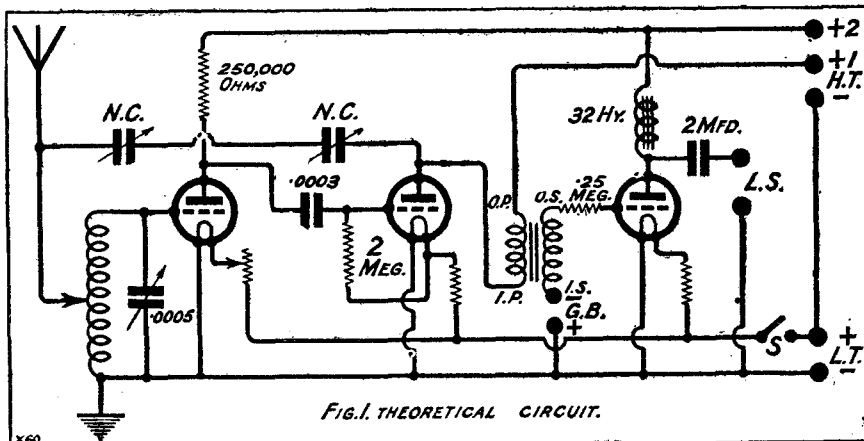 +2
250,000
OHMS
+1
H.T.
-
N.C.
N.C.
32 HY.
2 MFD.
.0003
L.S.
O.P.
O.S.
.25
MEG.
2
MEG.
.0005
I.P.
I.S.
-
G.B.
+
S
+
L.T.
-
FIG.1. THEORETICAL CIRCUIT.
X60